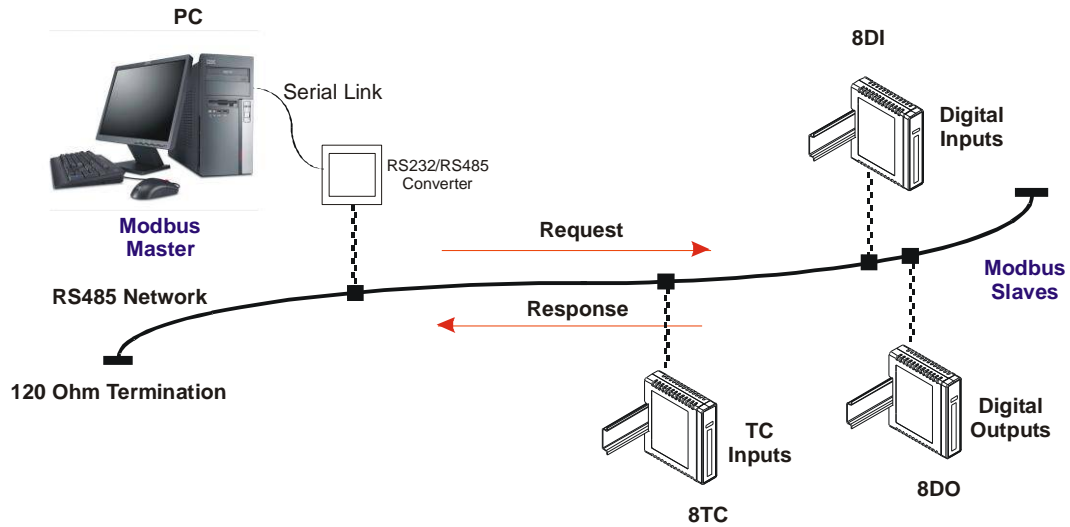 PC
8DI
Serial Link
Digital
Inputs
RS232/RS485
Converter
Modbus
Master
Request
Modbus
Slaves
RS485 Network
Response
120 Ohm Termination
TC
Inputs
Digital
Outputs
8DO
8TC